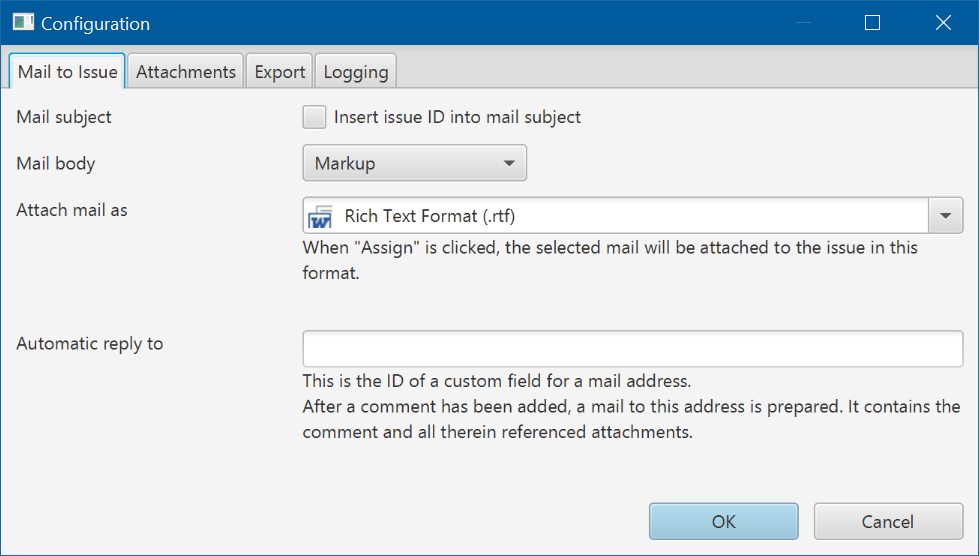 Configuration
Mail to Issue Attachments Export Logging
Mail subject Insert issue ID into mail subject
Mail body Markup
Attach mail as Rich Text Format (.rtf)
When "Assign" is clicked, the selected mail will be attached to the issue in this
format.
Automatic reply to
This is the ID of a custom field for a mail address.
After a comment has been added, a mail to this address is prepared. It contains the
comment and all therein referenced attachments.
OK Cancel